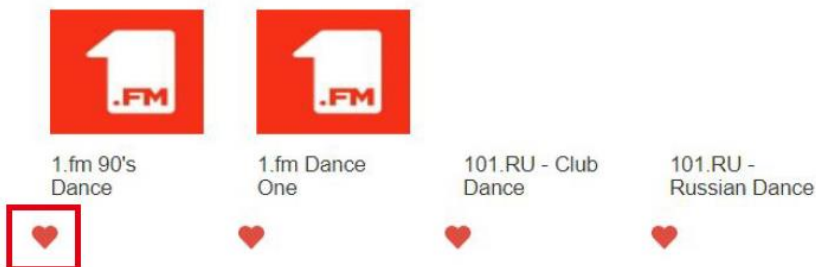 .FM
.FM
1.fm 90's
Dance
1.fm Dance
One
101.RU - Club
Dance
101.RU -
Russian Dance